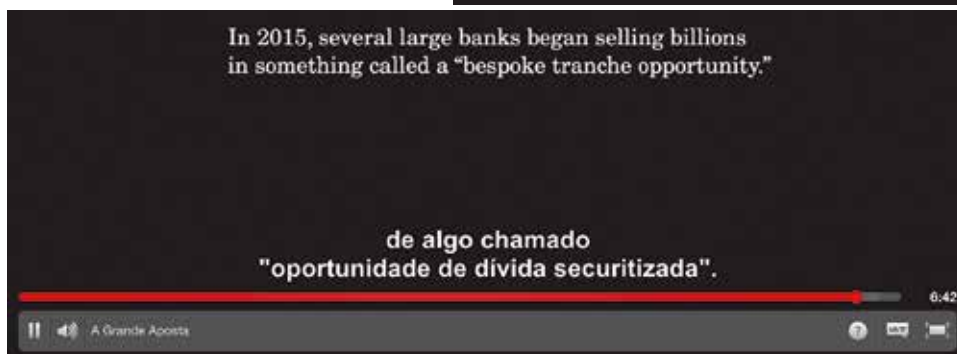 In 2015, several large banks began selling billions
in something called a “bespoke tranche opportunity.”
de algo chamado
"oportunidade de dívida securitizada".
6:42
A Grande Aposta
?